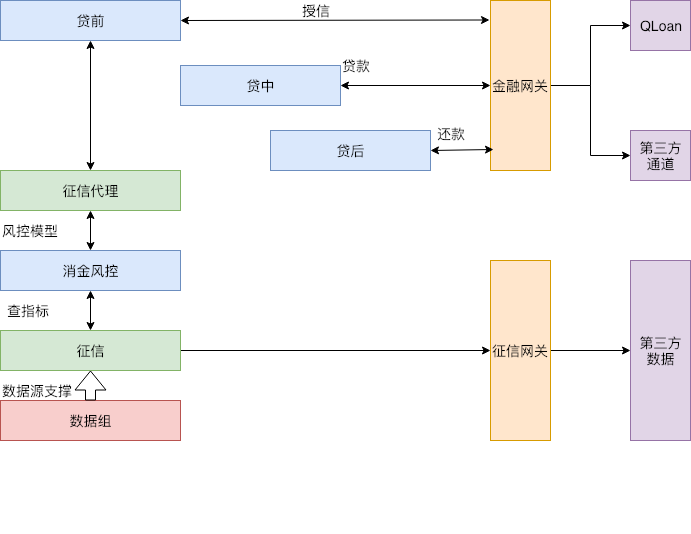 贷前
授信
QLoan
贷款
贷中
金融网关
还款
贷后
第三方
通道
征信代理
风控模型
消金风控
查指标
征信
征信网关
第三方
数据
数据源支撑
数据组